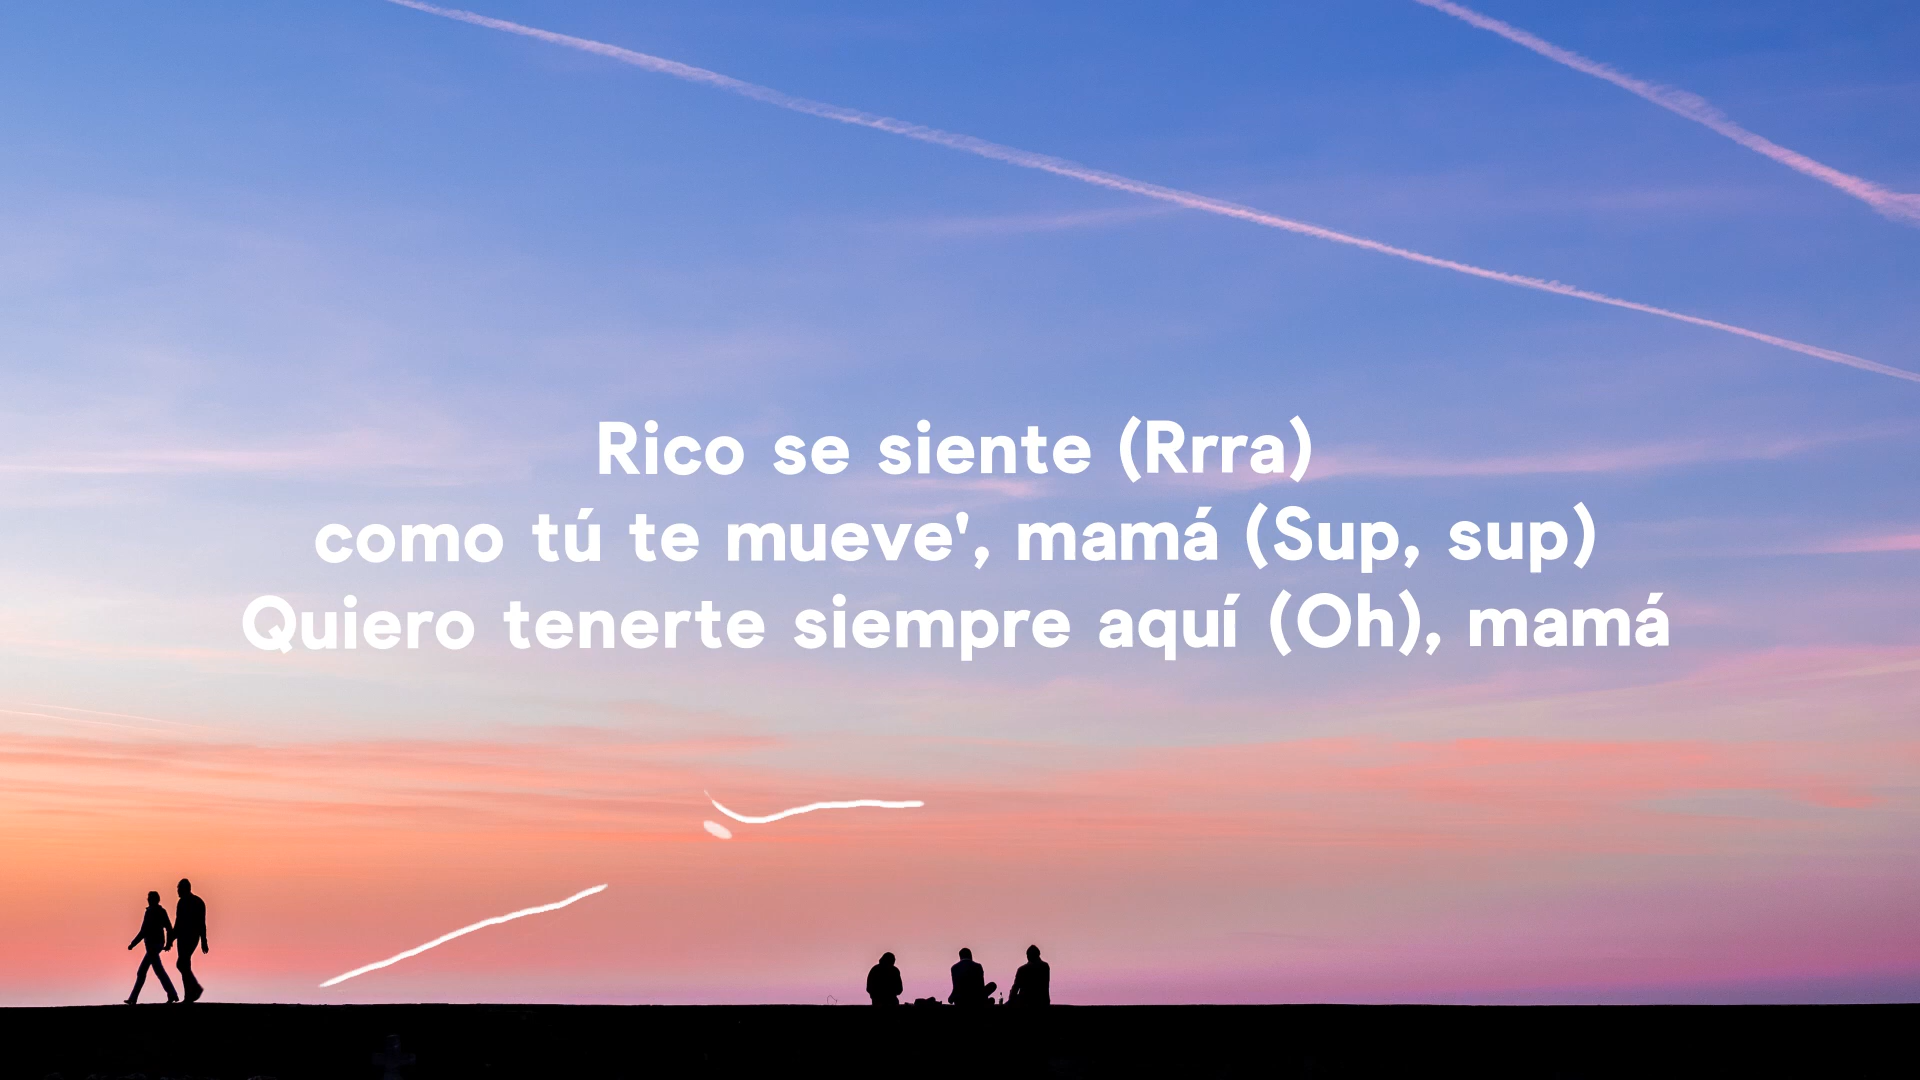 Rico se siente (Rrra)
como tú te mueve', mamá (Sup, sup)
Quiero tenerte siempre aquí (Oh), mamá